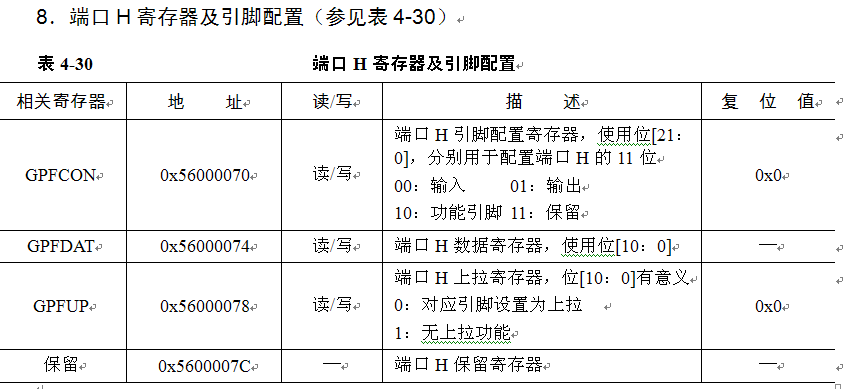 8．端口 H 寄存器及引脚配置（参见表 4-30）
表 4-30 端口 H 寄存器及引脚配置
相关寄存器 地 址 读/写 描 述 复 位 值
GPFCON 0x56000070 读/写 端口 H 引脚配置寄存器，使用位[21：
0]，分别用于配置端口 H 的 11 位
00：输入 01：输出
10：功能引脚 11：保留
0x0
GPFDAT 0x56000074 读/写 端口 H 数据寄存器，使用位[10：0] —
GPFUP 0x56000078 读/写 端口 H 上拉寄存器，位[10：0]有意义
0：对应引脚设置为上拉
1：无上拉功能
0x0
保留 0x5600007C — 端口 H 保留寄存器 —